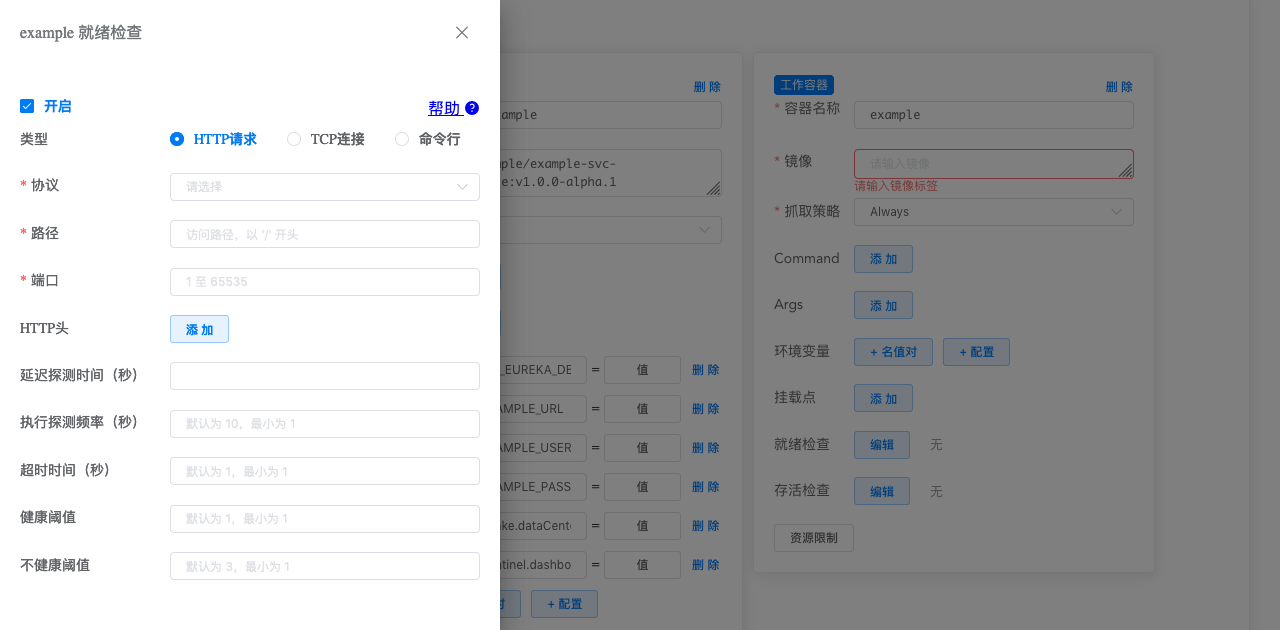 example 就绪检查
开启
帮助
类型
HTTP请求
TCP连接
命令行
* 协议
请选择
* 路径
访问路径，以 '/' 开头
* 端口
1 至 65535
HTTP头
添 加
延迟探测时间（秒）
执行探测频率（秒）
默认为 10，最小为 1
超时时间（秒）
默认为 1，最小为 1
健康阈值
默认为 1，最小为 1
不健康阈值
默认为 3，最小为 1
删 除
ample
ple/example-svc-
e:v1.0.0-alpha.1
_EUREKA_DE = 值 删 除
AMPLE_URL = 值 删 除
AMPLE_USER = 值 删 除
AMPLE_PASS = 值 删 除
ake.dataCent = 值 删 除
ntinel.dashbo = 值 删 除
对
+ 配置
工作容器
删 除
* 容器名称
example
* 镜像
请输入镜像
请输入镜像标签
* 抓取策略
Always
Command
添 加
Args
添 加
环境变量
+ 名值对
+ 配置
挂载点
添 加
就绪检查
编辑
无
存活检查
编辑
无
资源限制